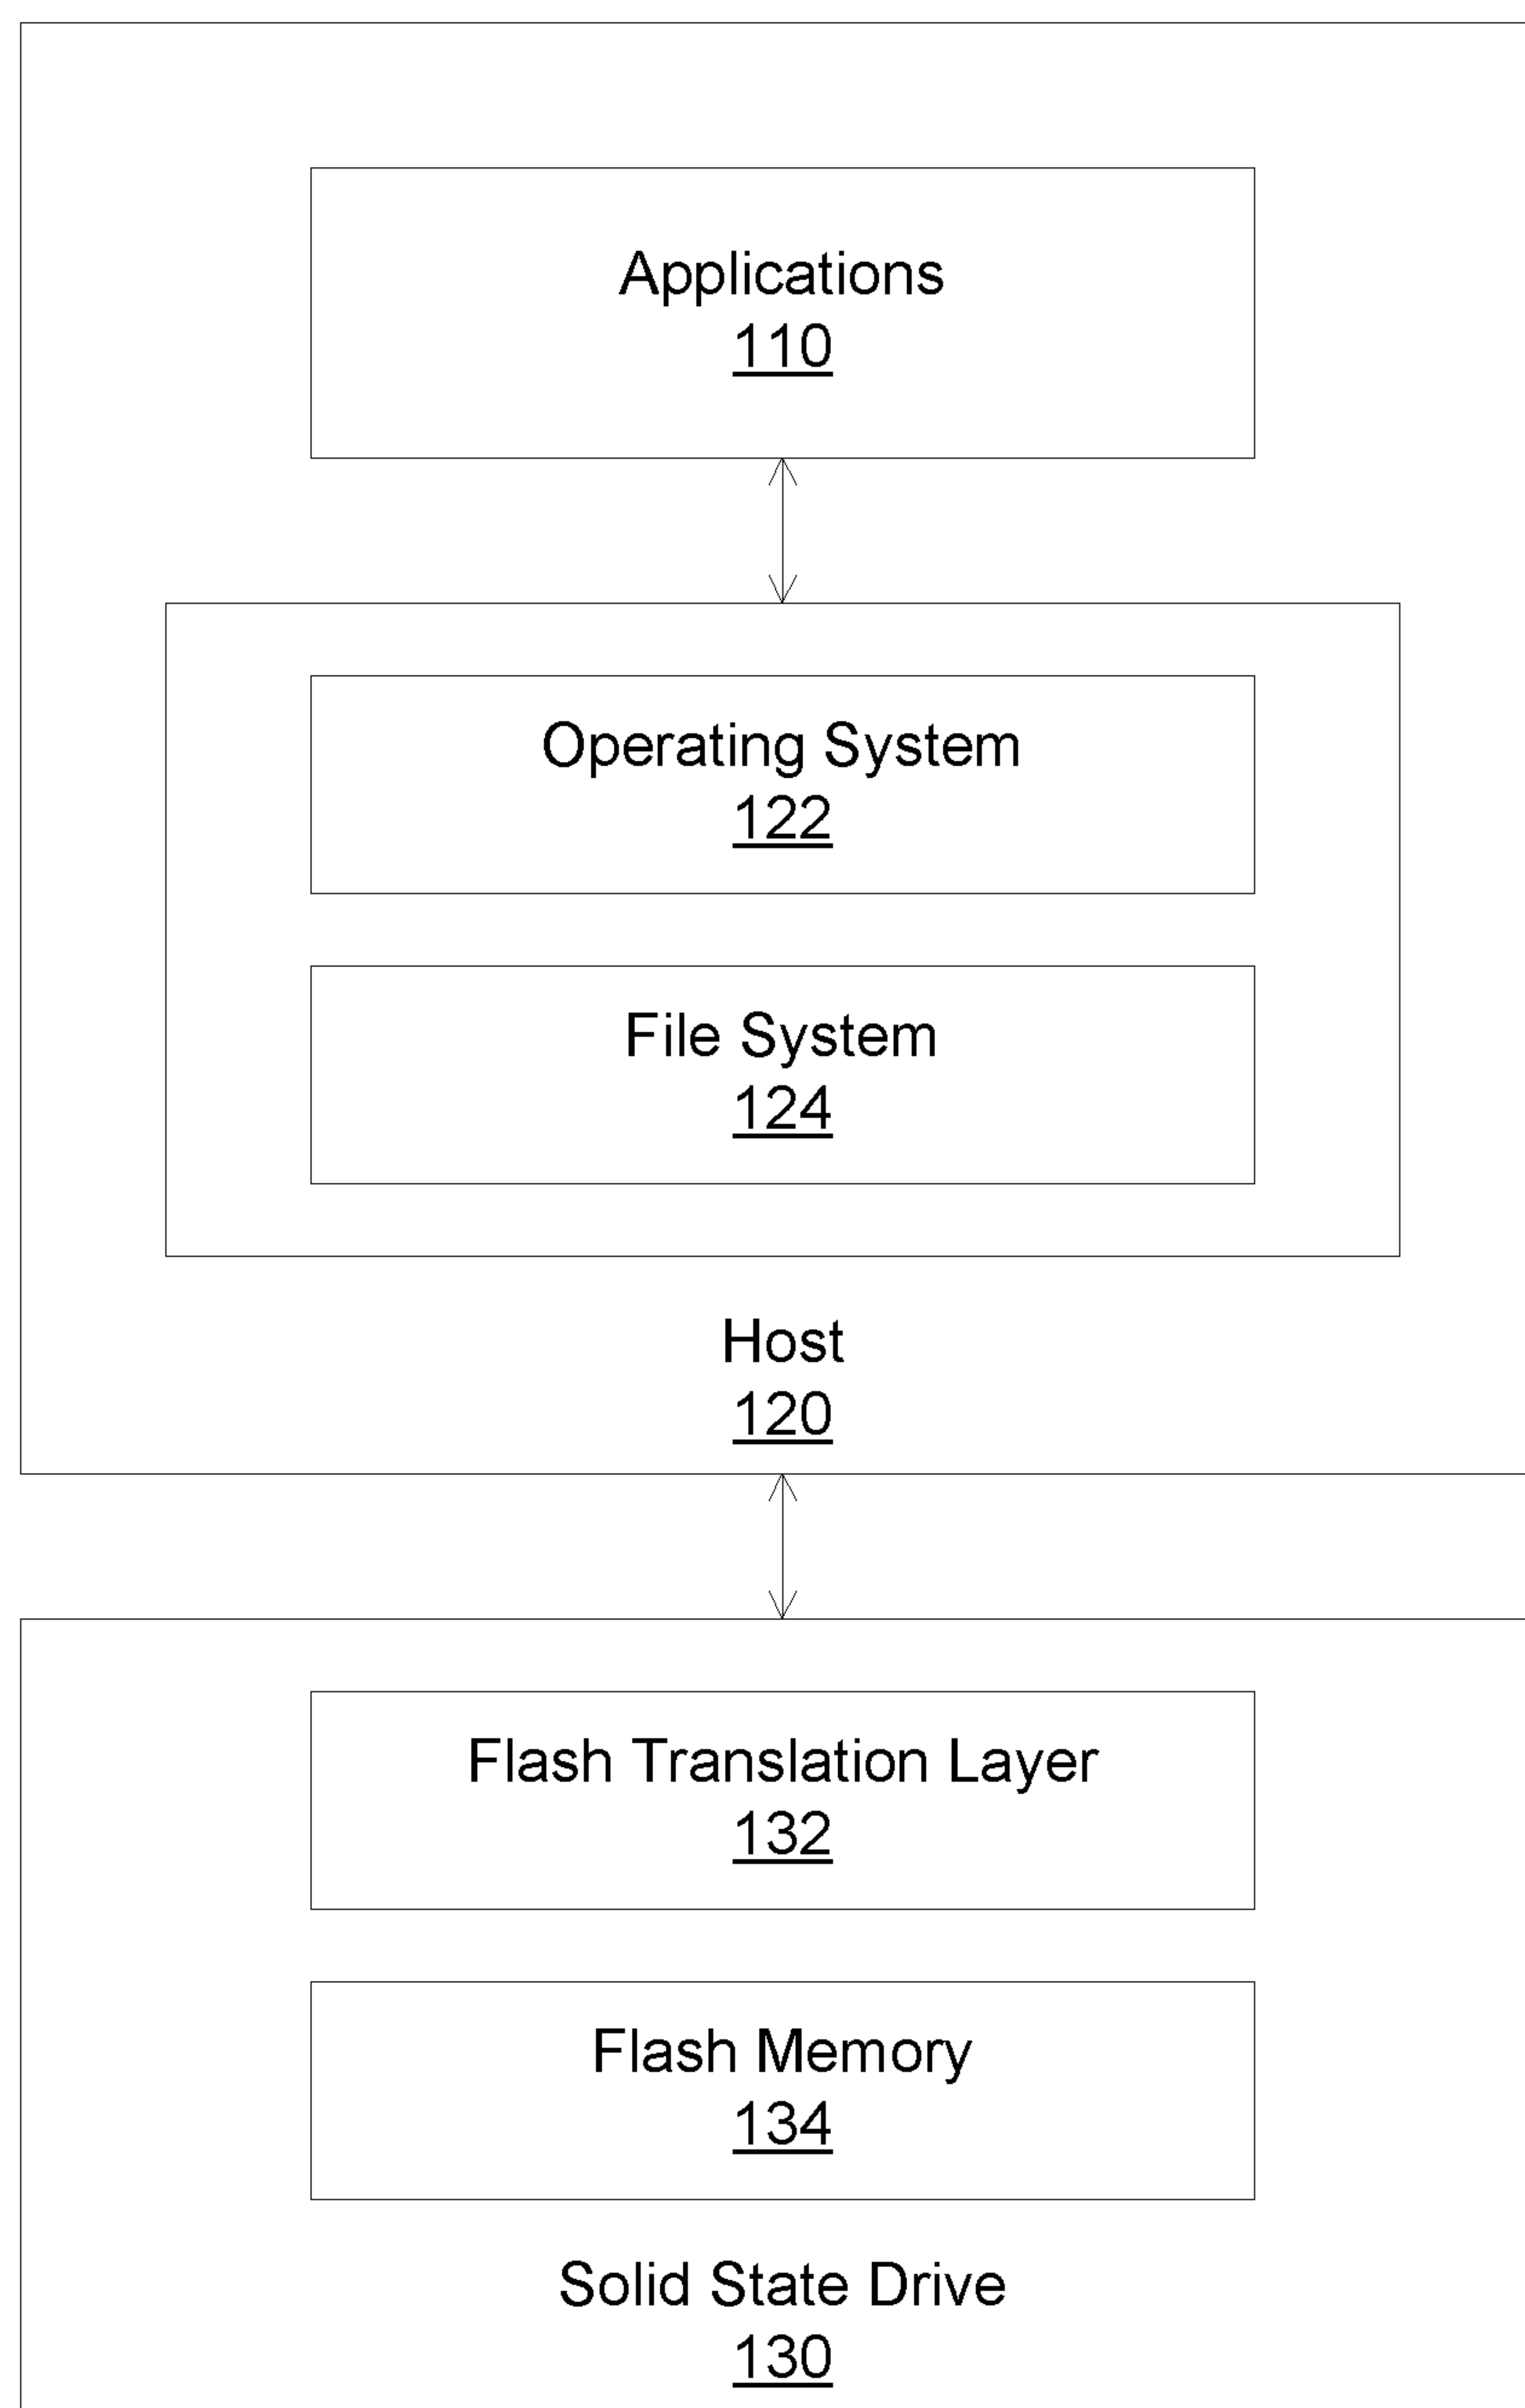 Applications
110
Operating System
122
File System
124
Host
120
Flash Translation Layer
132
Flash Memory
134
Solid State Drive
130